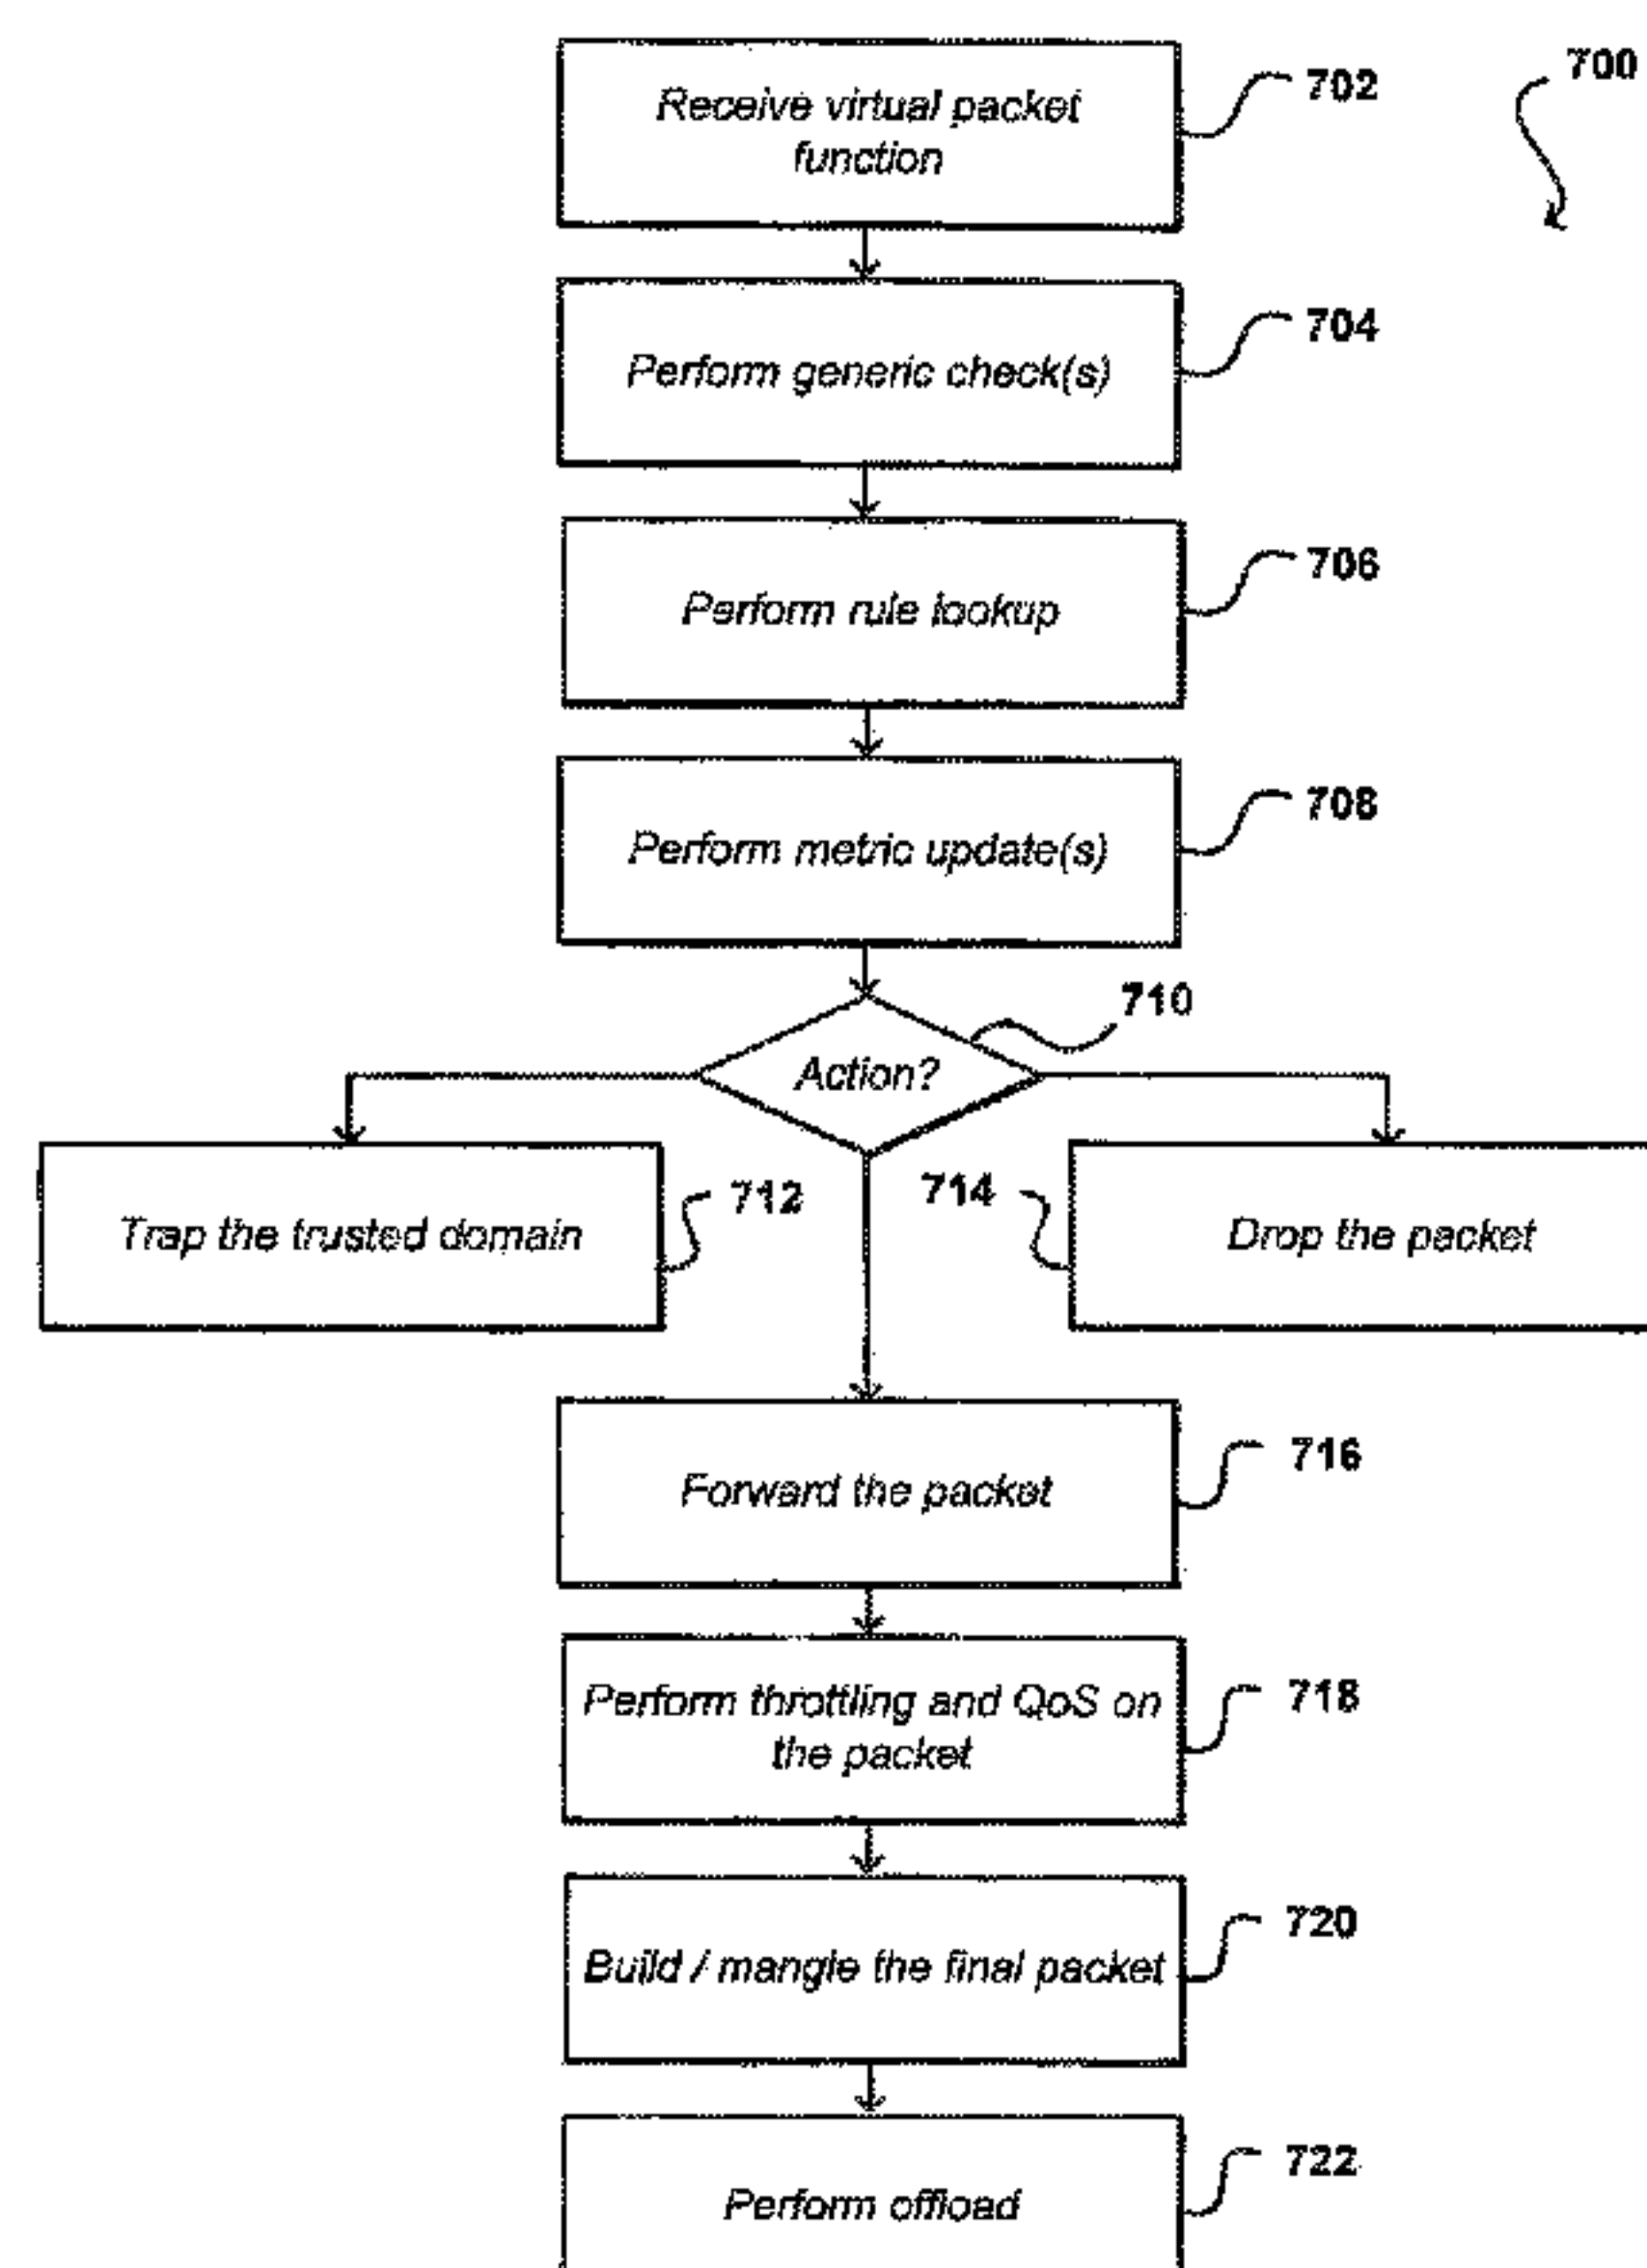 700
Receive virtual packet
function
702
Perform generic check(s)
704
Perform rule lookup
706
Perform metric update(s)
708
Action?
710
Trap the trusted domain
712
714
Drop the packet
Forward the packet
716
Perform throttling and QoS on
the packet
718
Build / mangle the final packet
720
Perform offload
722